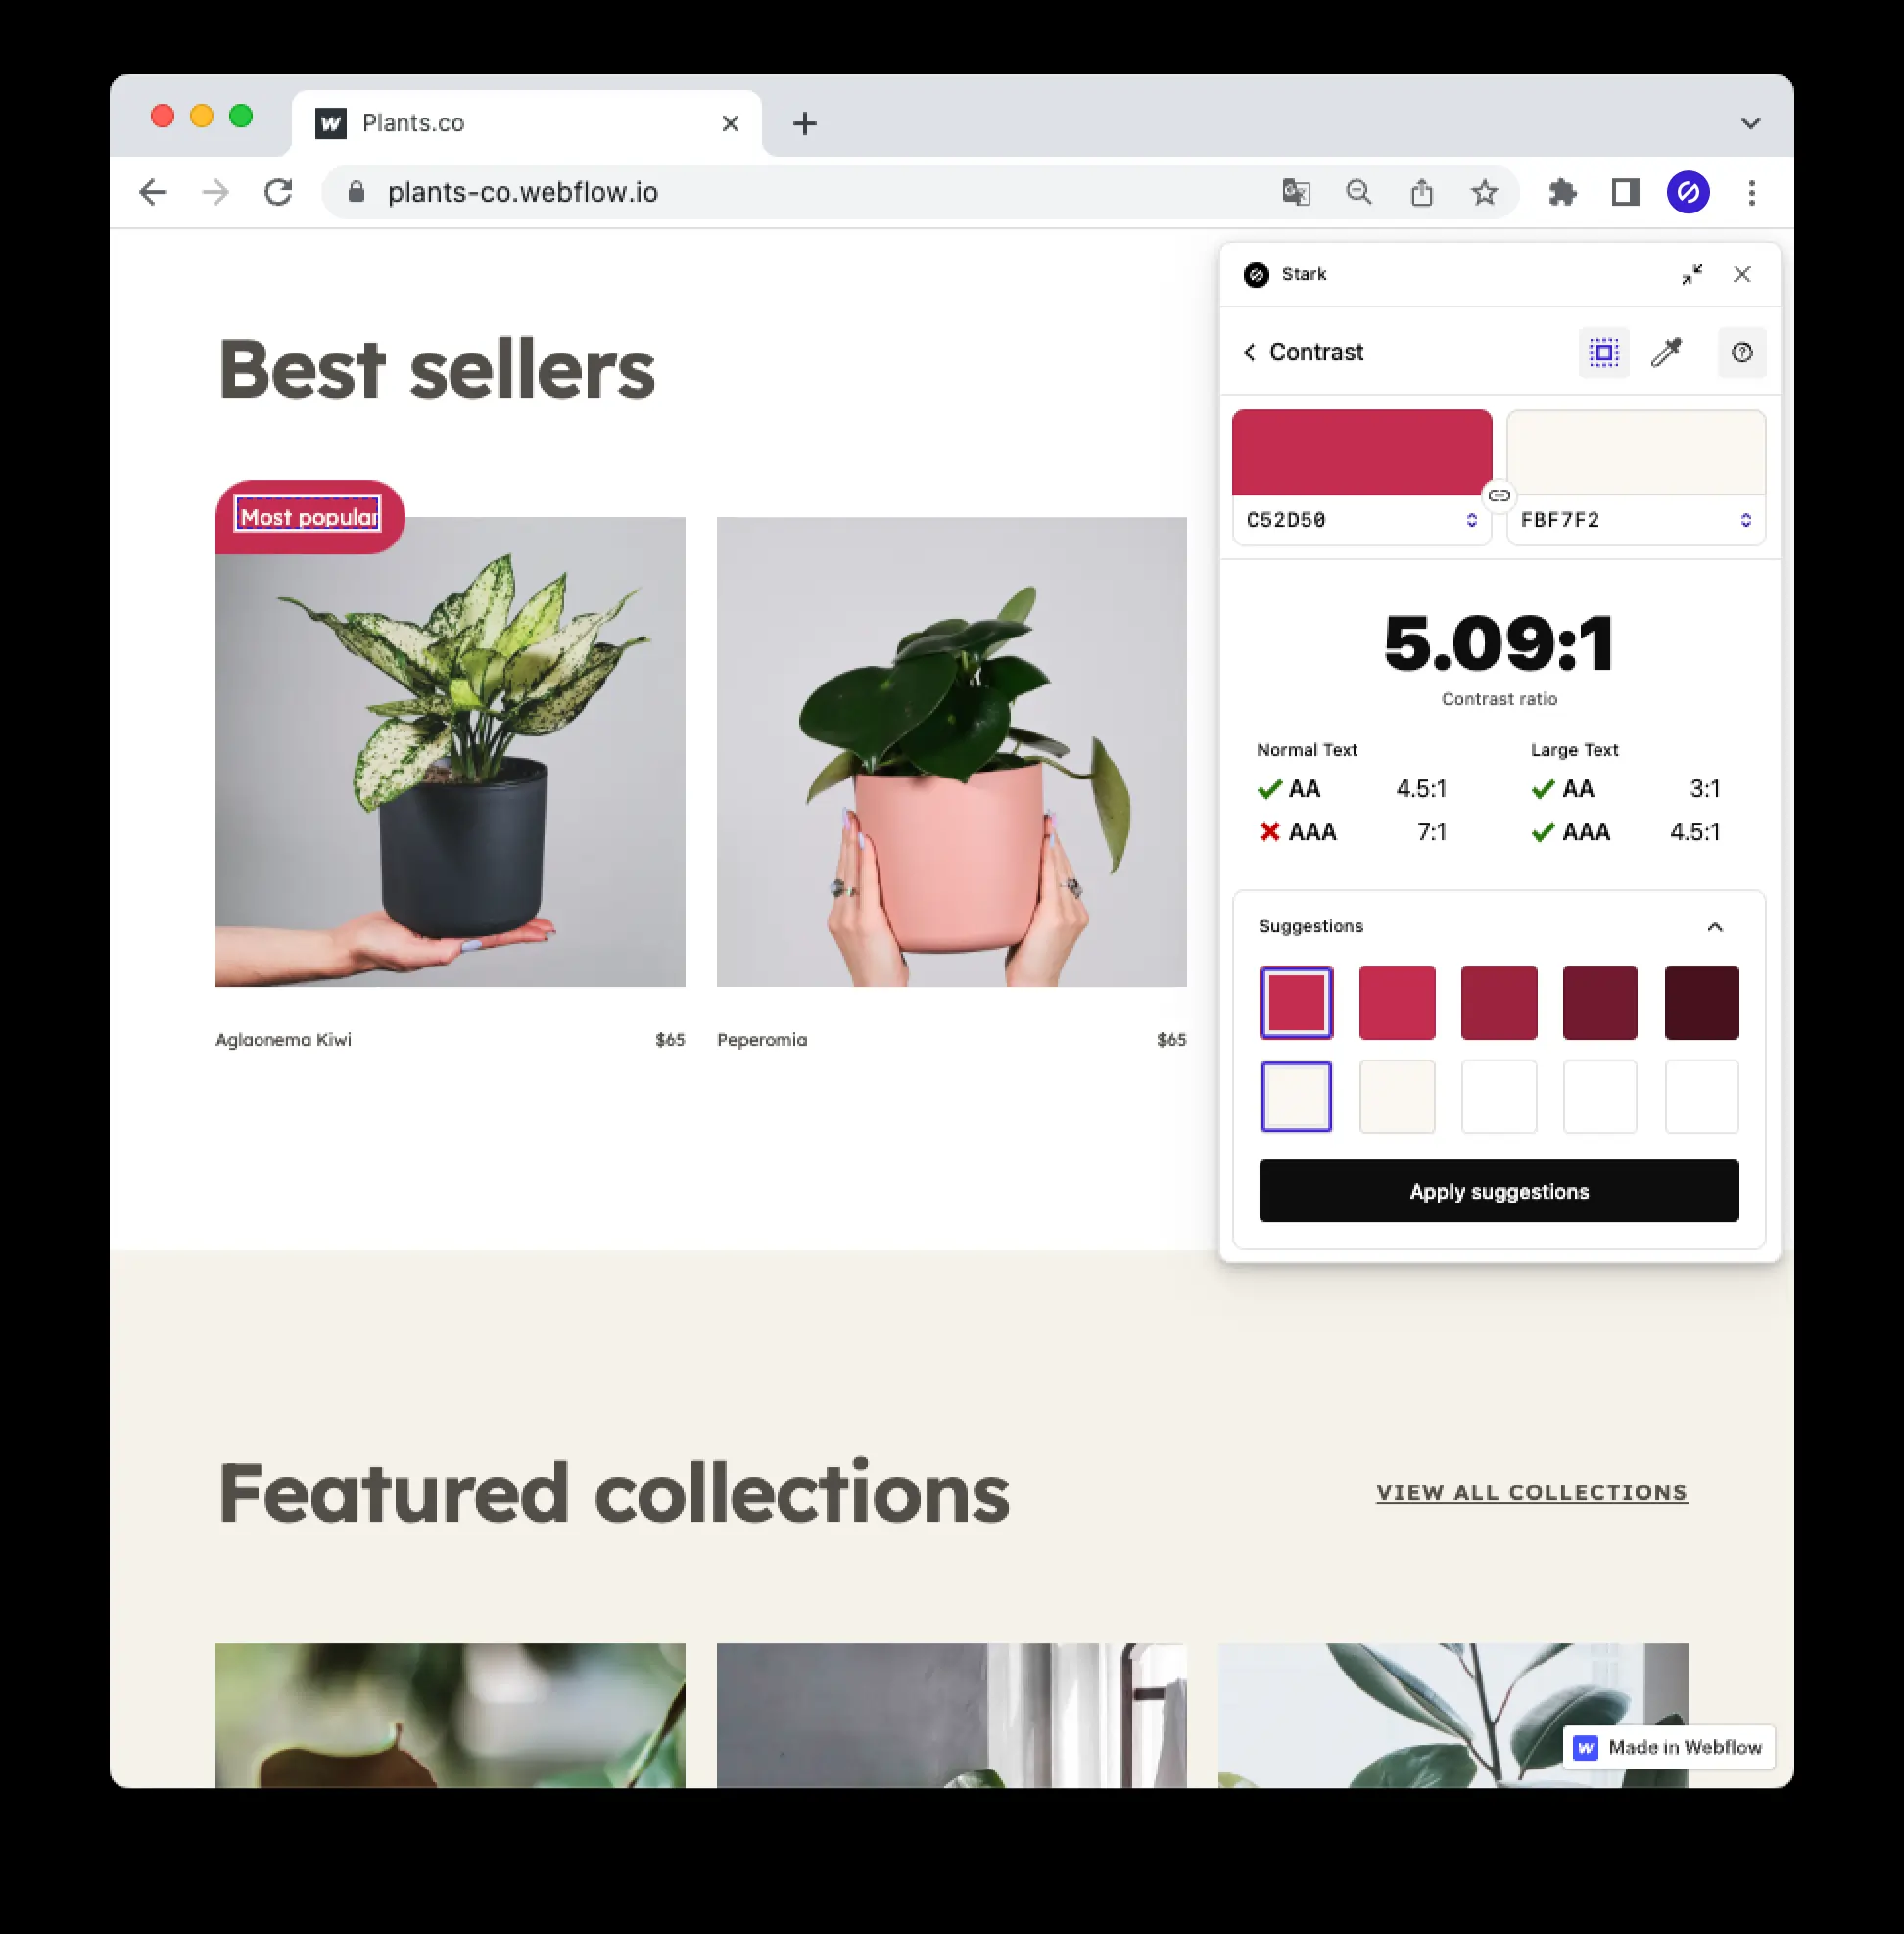 Plants.co
plants-co.webflow.io
Stark
Contrast
C52D50
FBF7F2
5.09:1
Contrast ratio
Normal Text
AA 4.5:1
AAA 7:1
Large Text
AA 3:1
AAA 4.5:1
Suggestions
Apply suggestions
Best sellers
Most popular
Aglaonema Kiwi $65
Peperomia $65
Featured collections
VIEW ALL COLLECTIONS
Made in Webflow